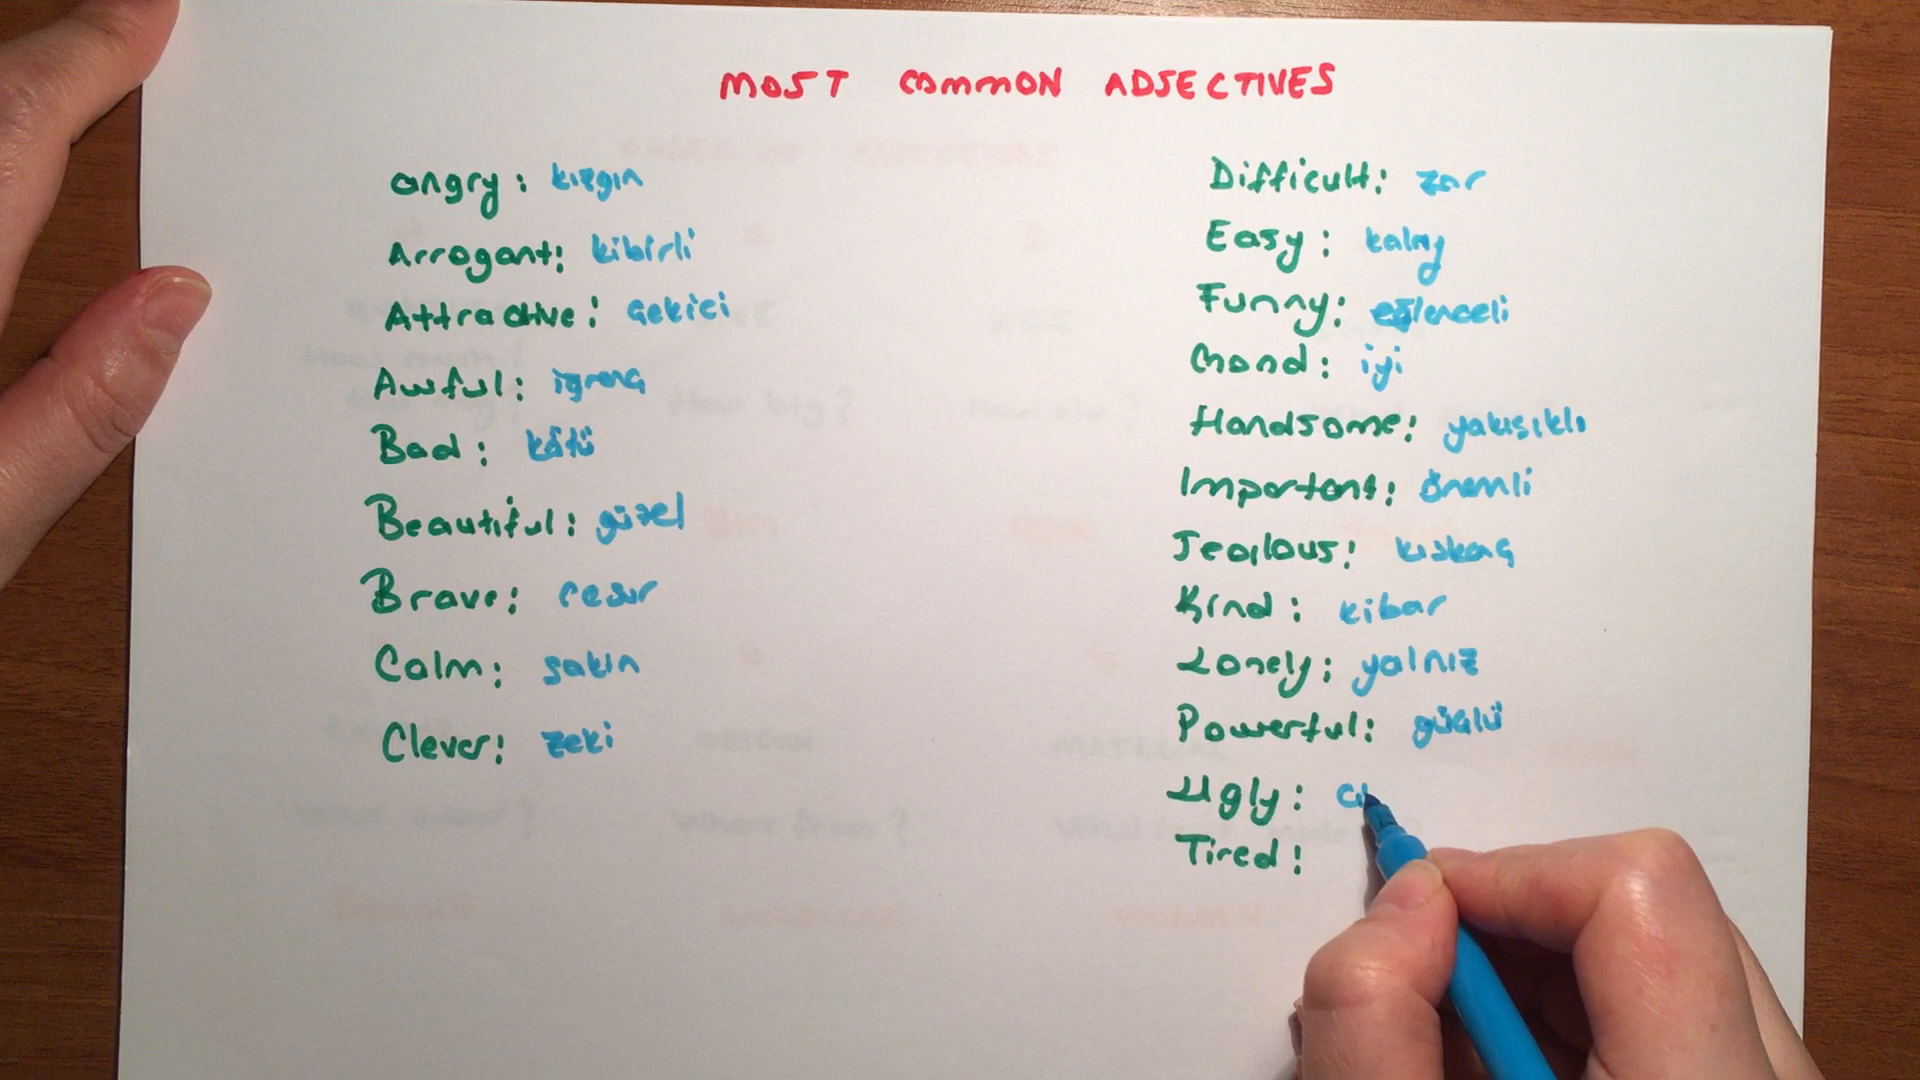 MOST COMMON ADJECTIVES
angry: kızgın
Arrogant: kibirli
Attractive: çekici
Awful: iğrenç
Bad: kötü
Beautiful: güzel
Brave: cesur
Calm: sakin
Clever: zeki
Difficult: zor
Easy: kolay
Funny: eğlenceli
Good: iyi
Handsome: yakışıklı
Important: önemli
Jealous: kıskanç
Kind: kibar
Lonely: yalnız
Powerful: güçlü
Ugly:
Tired: